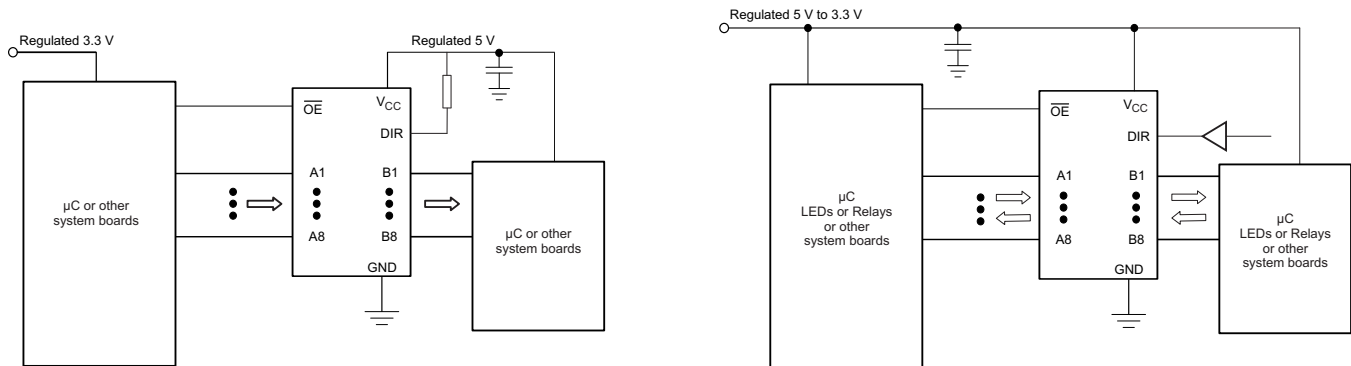 Regulated 3.3 V
Regulated 5 V
OE
VCC
DIR
A1
B1
A8
B8
GND
µC or other
system boards
µC or other
system boards
Regulated 5 V to 3.3 V
OE
VCC
DIR
A1
B1
A8
B8
GND
µC
LEDs or Relays
or other
system boards
µC
LEDs or Relays
or other
system boards